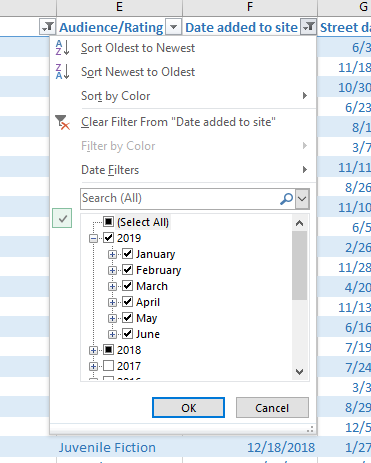 E F G
Audience/Rating Date added to site Street da
Sort Oldest to Newest
Sort Newest to Oldest
Sort by Color
Clear Filter From "Date added to site"
Filter by Color
Date Filters
Search (All)
(Select All)
2019
January
February
March
April
May
June
2018
2017
OK Cancel
6/3
11/18
10/30
6/23
8/1
3/7
11/11
8/26
11/10
6/5
2/26
11/28
4/20
11/13
6/16
7/19
7/24
3/3
8/29
12/5
Juvenile Fiction 12/18/2018 1/27